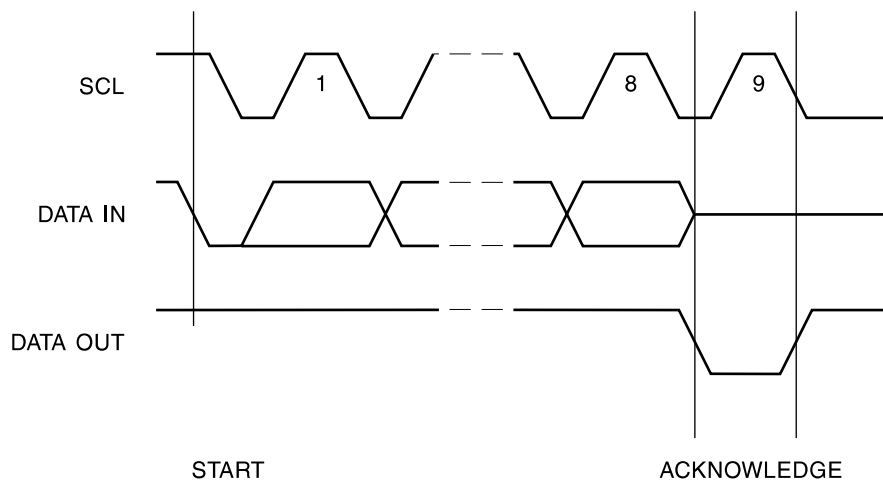 SCL
1
8
9
DATA IN
DATA OUT
START
ACKNOWLEDGE